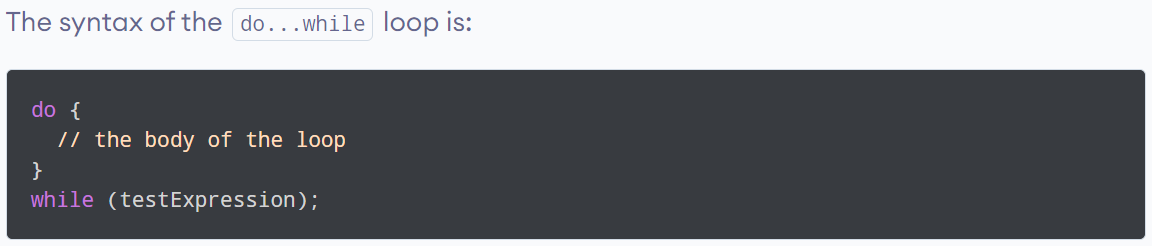 The syntax of the do...while loop is:
do {
  // the body of the loop
}
while (testExpression);